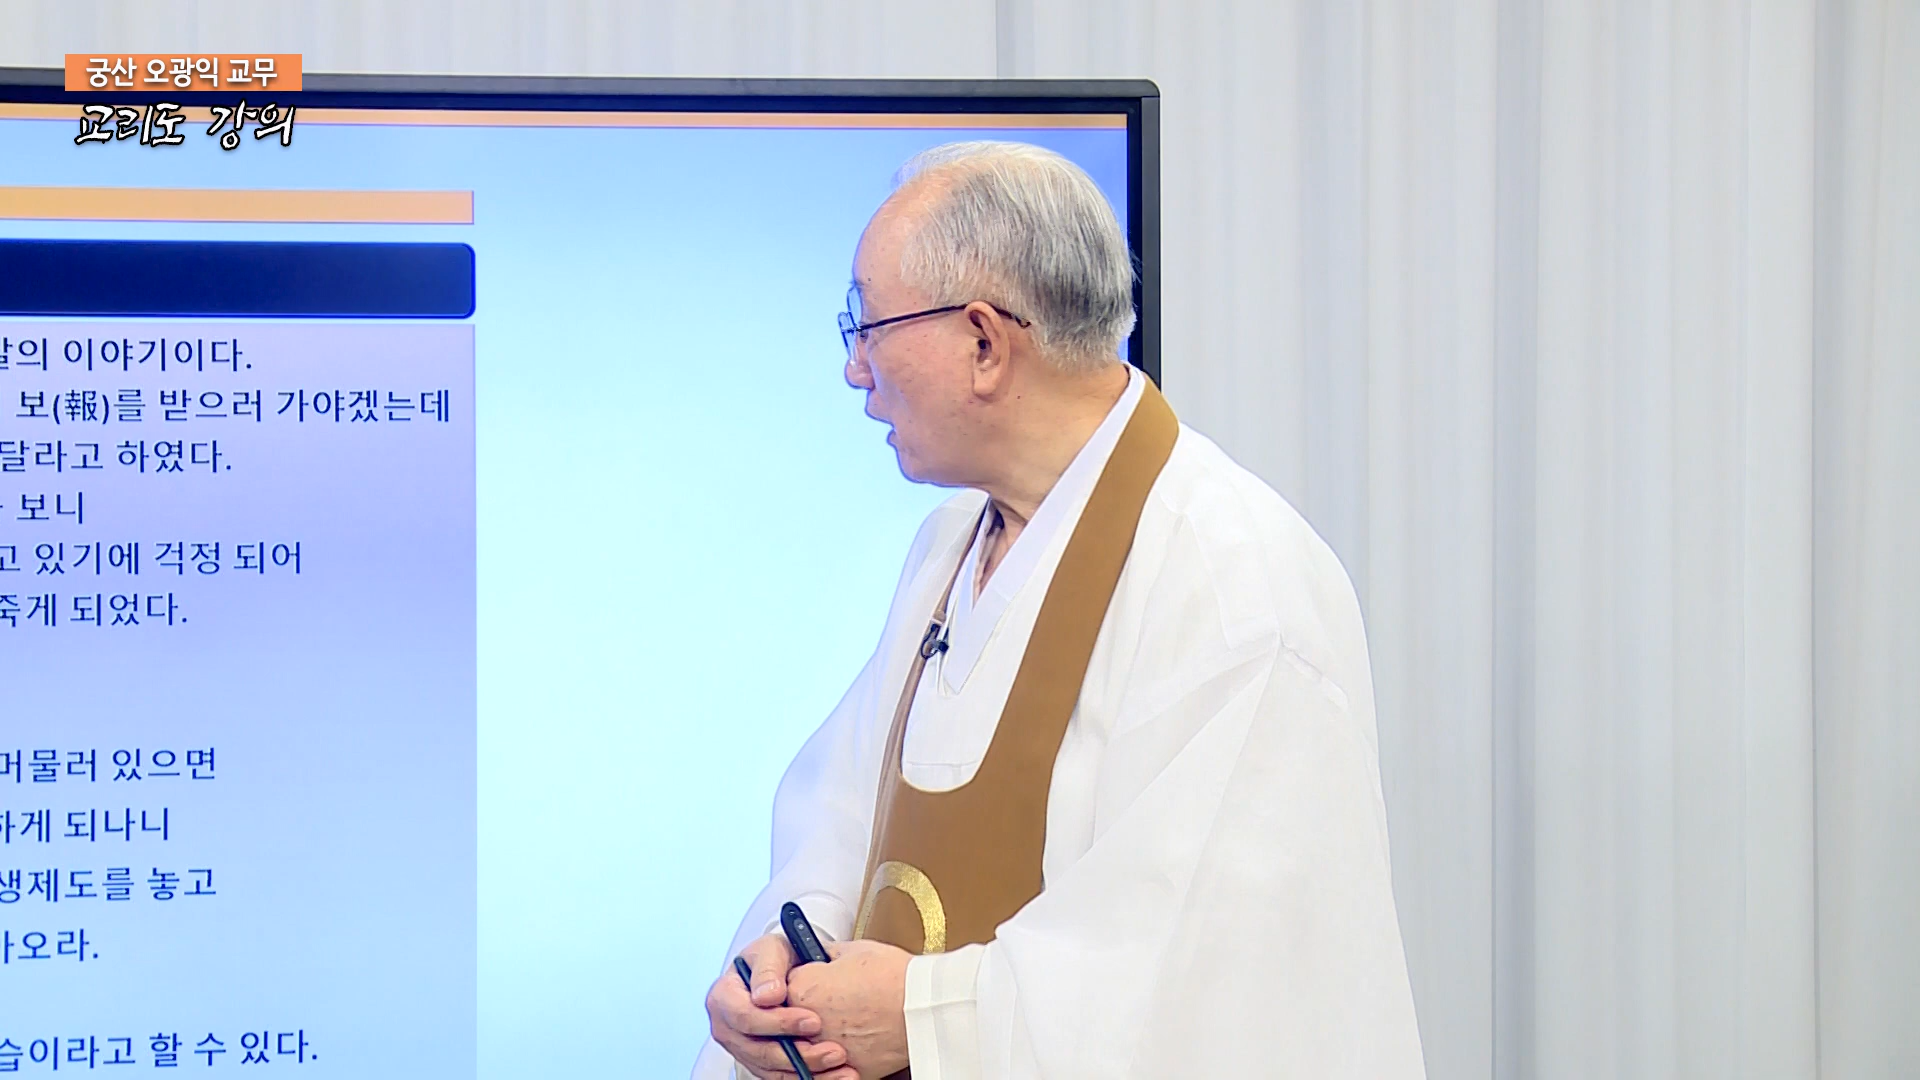 궁산 오광익 교무
교리도 강의
말의 이야기이다.
보(報)를 받으러 가야겠는데
달라고 하였다.
보니
고 있기에 걱정 되어
죽게 되었다.
머물러 있으면
하게 되나니
생제도를 놓고
아오라.
습이라고 할 수 있다.